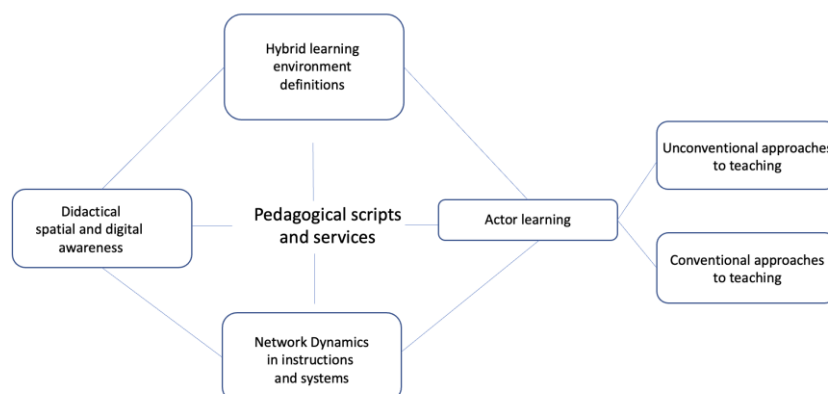 Hybrid learning
environment
definitions
Unconventional approaches
to teaching
Didactical
spatial and digital
awareness
Pedagogical scripts
and services
Actor learning
Conventional approaches
to teaching
Network Dynamics
in instructions
and systems